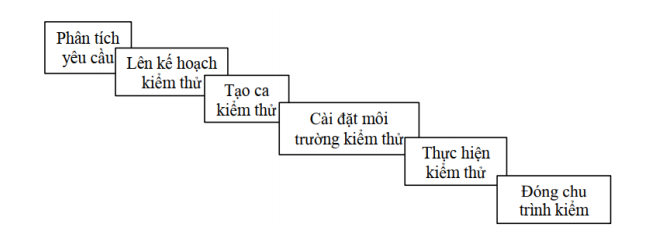 Phân tích
yêu cầu
Lên kế hoạch
kiểm thử
Tạo ca
kiểm thử
Cài đặt môi
trường kiểm thử
Thực hiện
kiểm thử
Đóng chu
trình kiểm